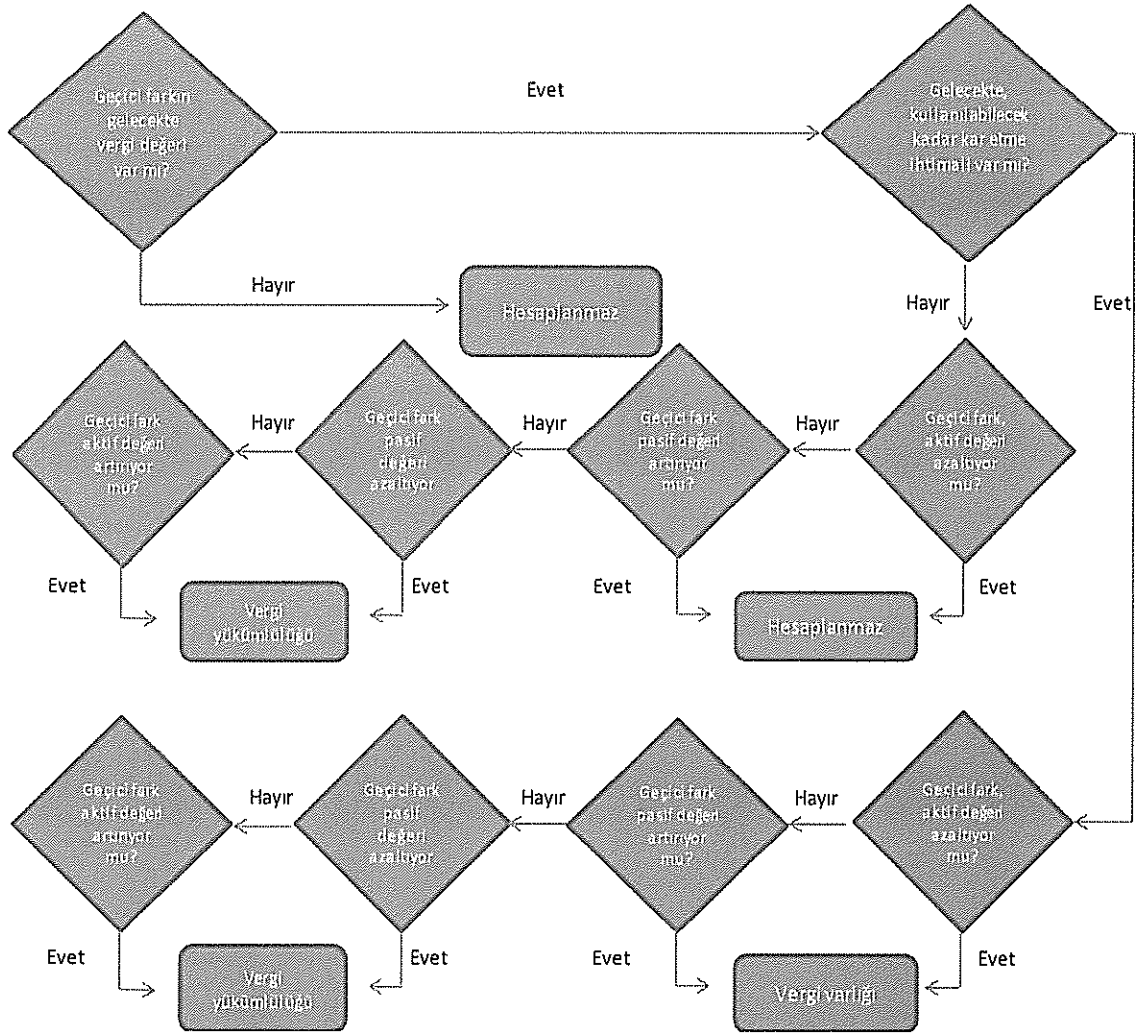 Geçici farkın
gelecekte
vergi değeri
var mı?
Evet
Gelecekte,
kullanılabilecek
kadar kar etme
ihtimali var mı?
Hayır
Hesaplanmaz
Hayır
Evet
Geçici fark
aktif değeri
artırıyor
mu?
Hayır
Geçici fark
pasif
değeri
azaltıyor
Hayır
Geçici fark
pasif değeri
artırıyor
mu?
Hayır
Geçici fark,
aktif değeri
azaltıyor
mu?
Evet
Vergi
yükümlülüğü
Evet
Evet
Hesaplanmaz
Evet
Geçici fark
aktif değeri
artırıyor
mu?
Hayır
Geçici fark
pasif
değeri
azaltıyor
Hayır
Geçici fark
pasif değeri
artırıyor
mu?
Hayır
Geçici fark,
aktif değeri
azaltıyor
mu?
Evet
Vergi
yükümlülüğü
Evet
Evet
Vergi varlığı
Evet